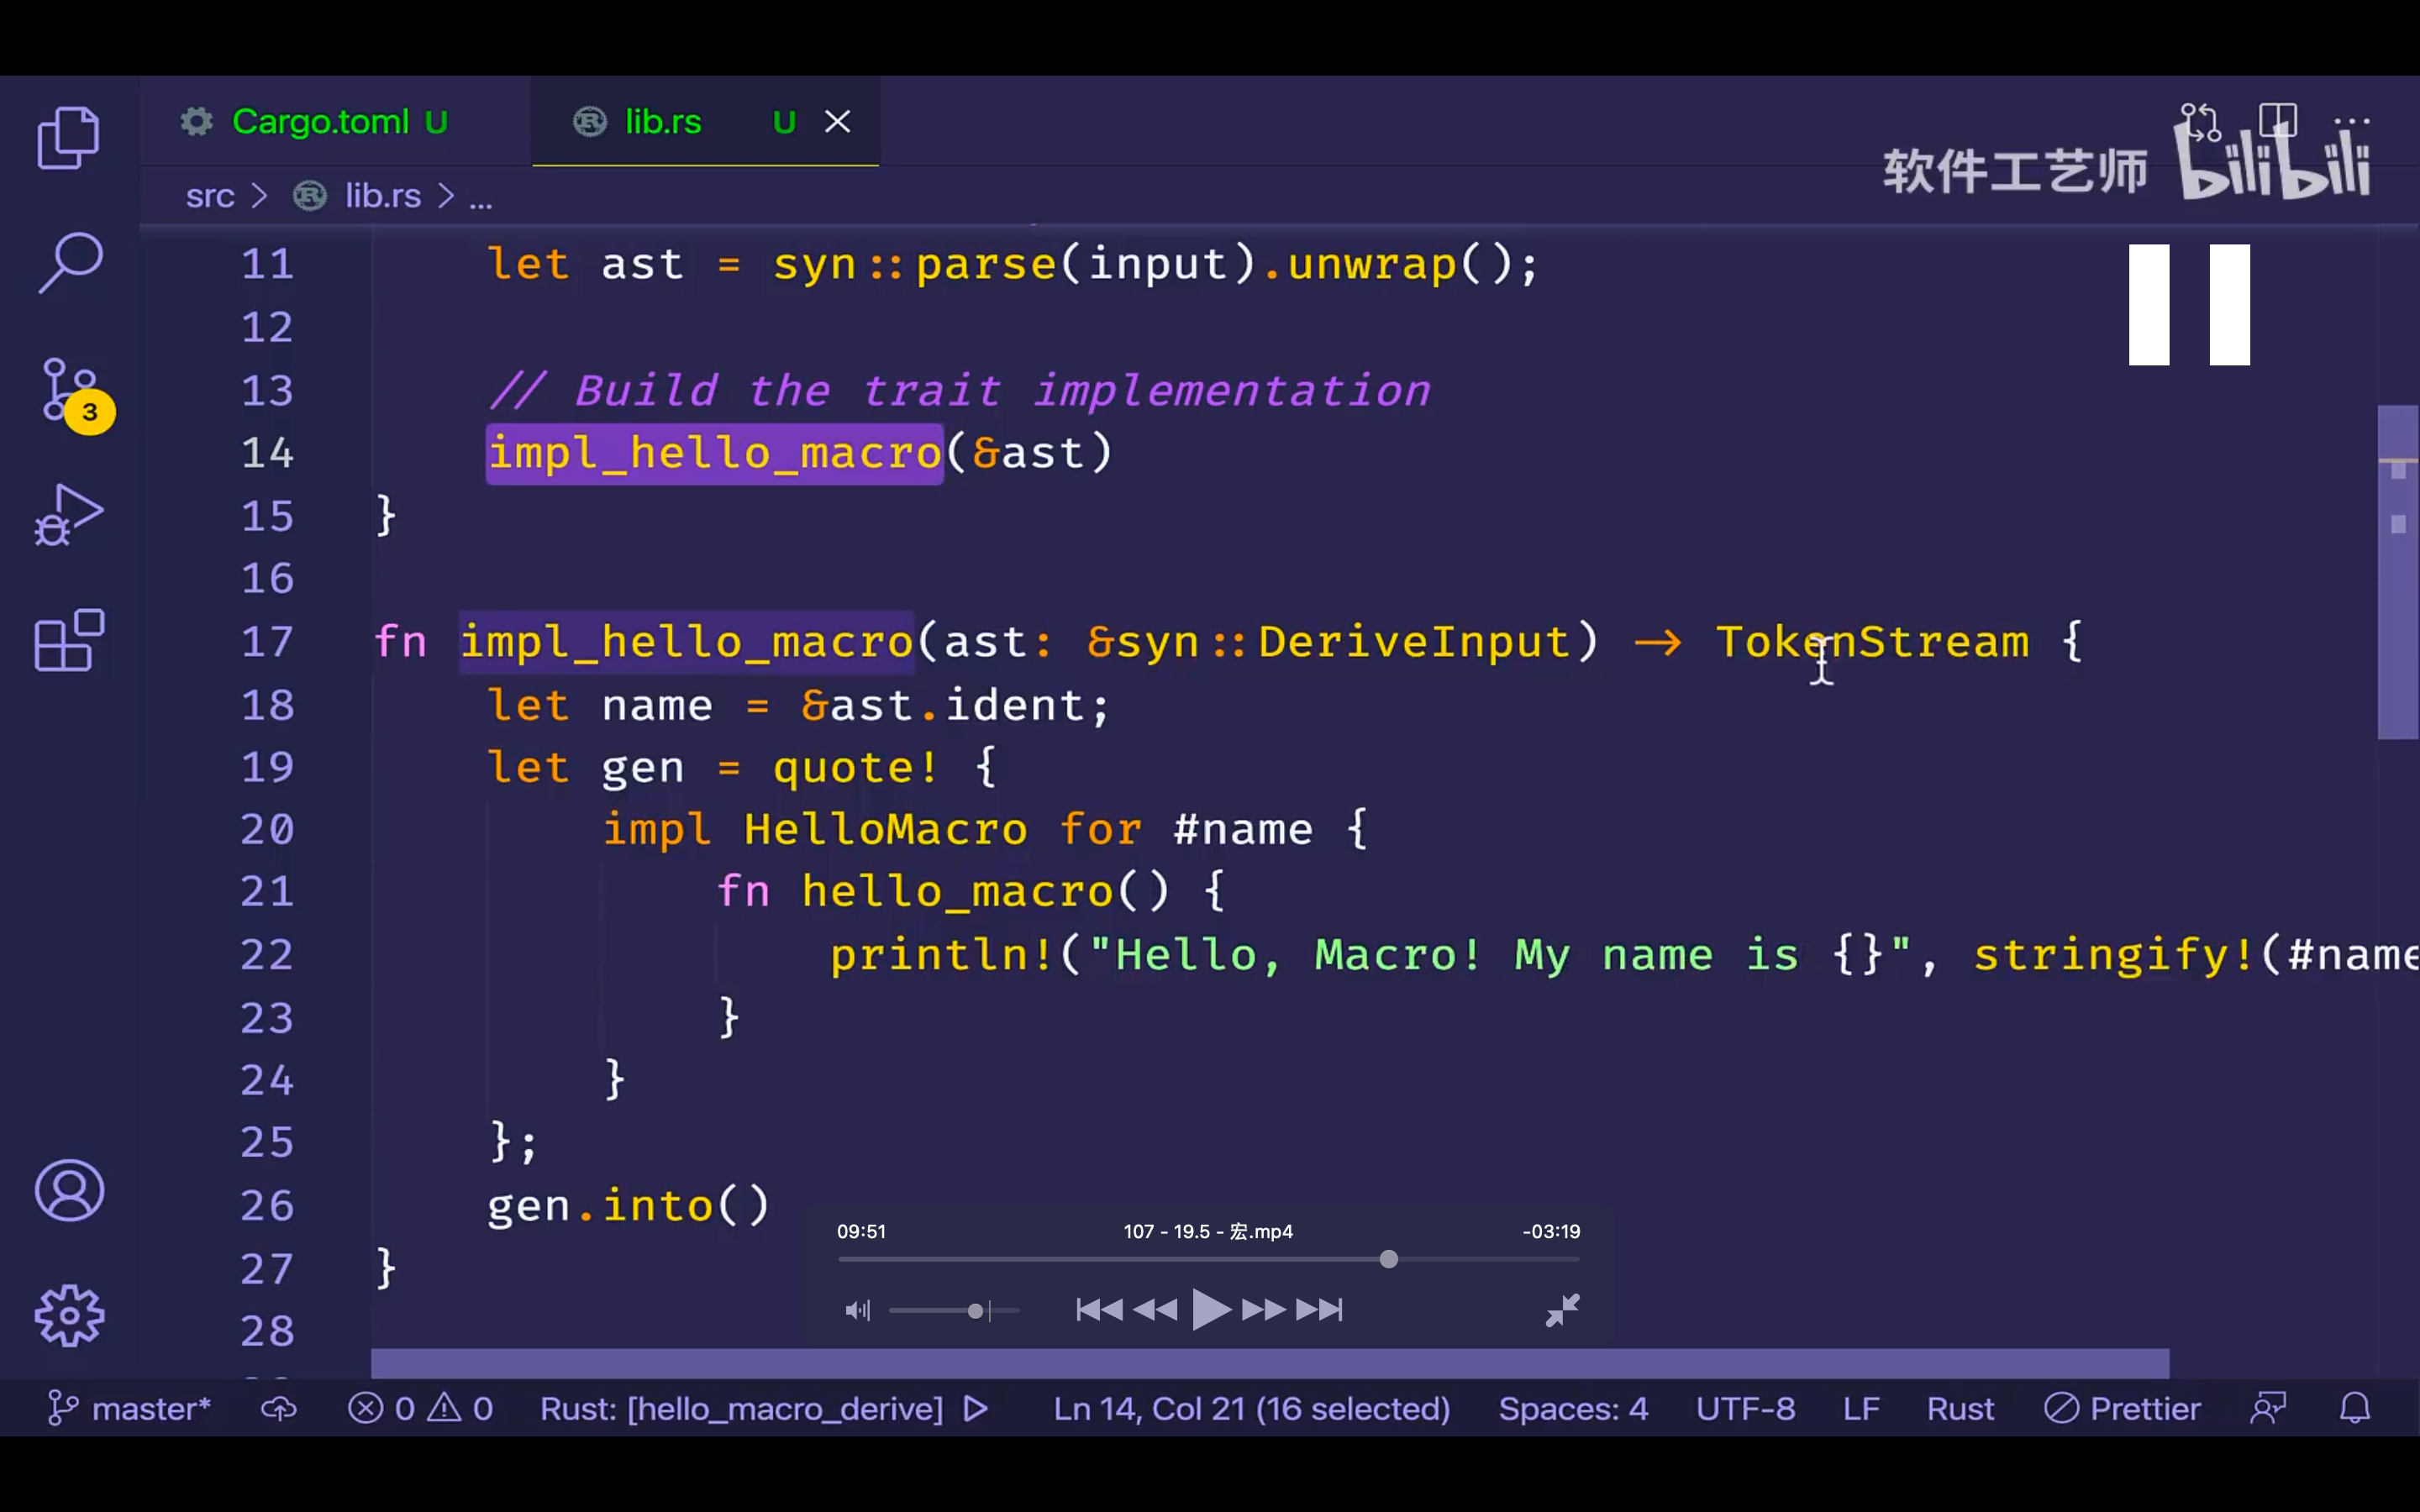 Cargo.toml U
lib.rs U
软件工艺师 bilibili
src > lib.rs > ...
11 let ast = syn::parse(input).unwrap();
12
13 // Build the trait implementation
3
14 impl_hello_macro(&ast)
15 }
16
17 fn impl_hello_macro(ast: &syn::DeriveInput) → TokenStream {
18 let name = &ast.ident;
19 let gen = quote! {
20 impl HelloMacro for #name {
21 fn hello_macro() {
22 println!("Hello, Macro! My name is {}", stringify!(#name
23 }
24 }
25 };
26 gen.into()
09:51 107 - 19.5 - 宏.mp4 -03:19
27 }
28
master* 0 0 Rust: [hello_macro_derive] Ln 14, Col 21 (16 selected) Spaces: 4 UTF-8 LF Rust Prettier